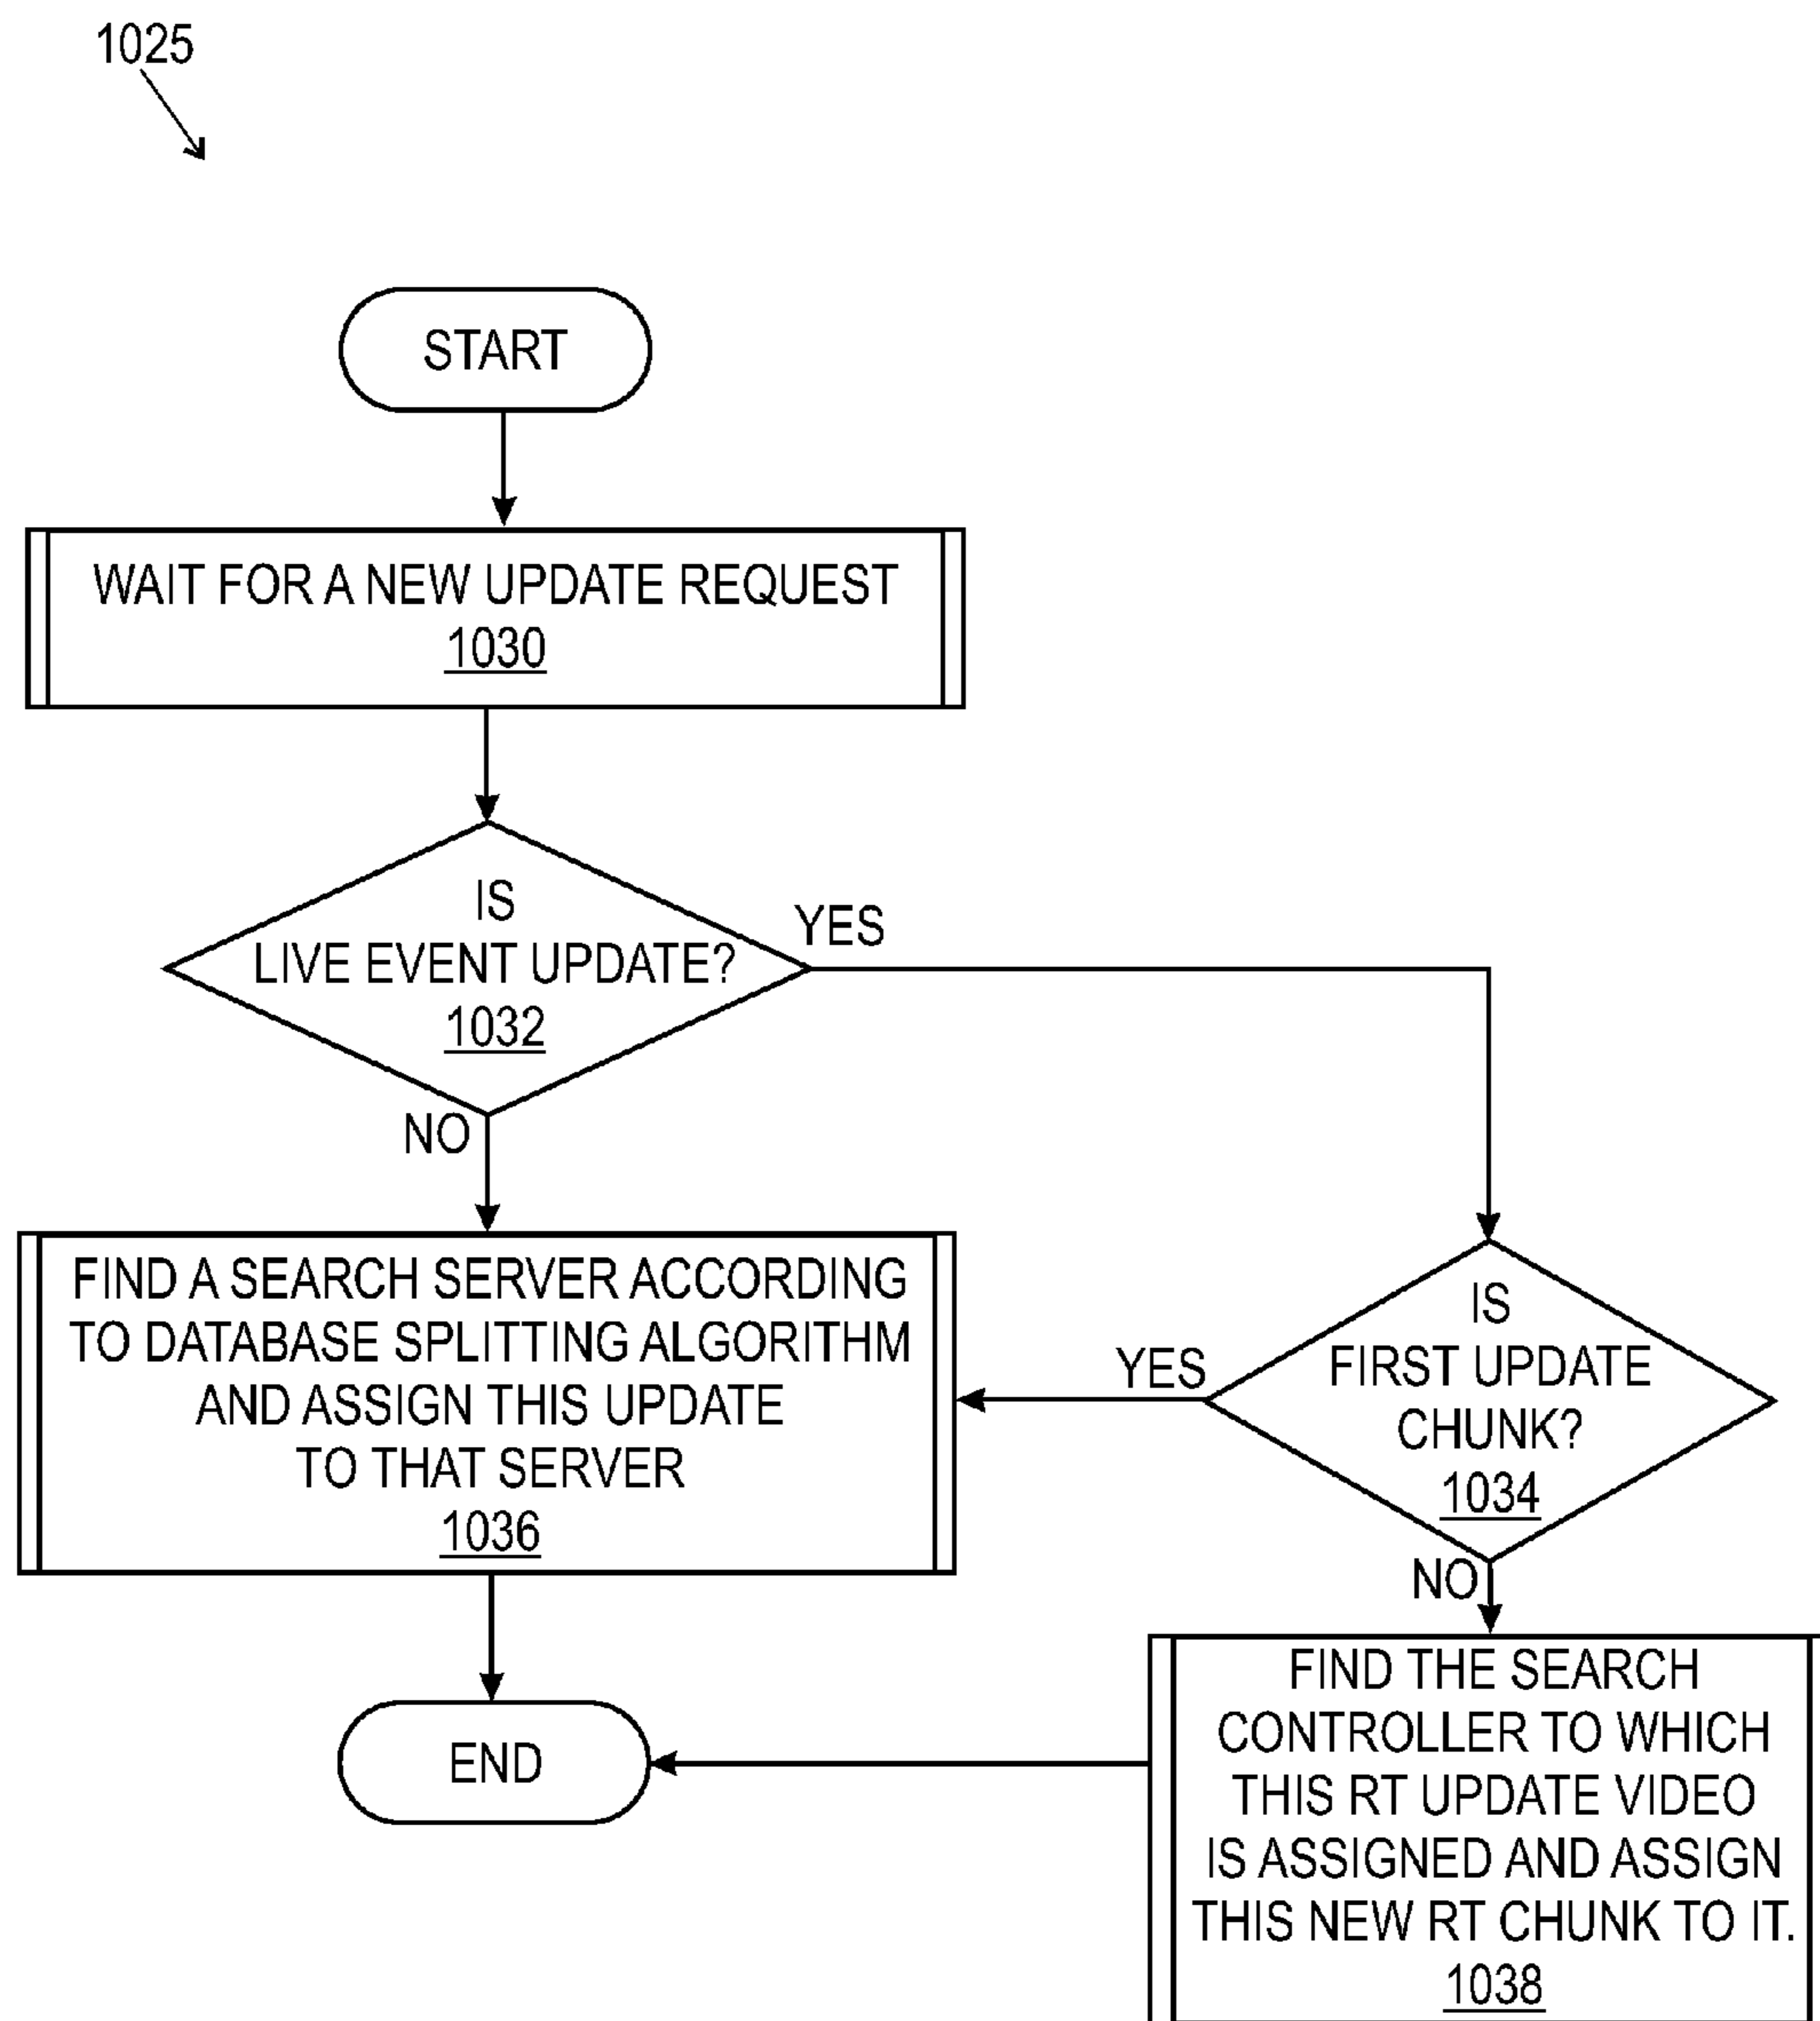 1025
START
WAIT FOR A NEW UPDATE REQUEST
1030
IS
LIVE EVENT UPDATE?
1032
YES
NO
FIND A SEARCH SERVER ACCORDING
TO DATABASE SPLITTING ALGORITHM
AND ASSIGN THIS UPDATE
TO THAT SERVER
1036
YES
IS
FIRST UPDATE
CHUNK?
1034
NO
FIND THE SEARCH
CONTROLLER TO WHICH
THIS RT UPDATE VIDEO
IS ASSIGNED AND ASSIGN
THIS NEW RT CHUNK TO IT.
1038
END